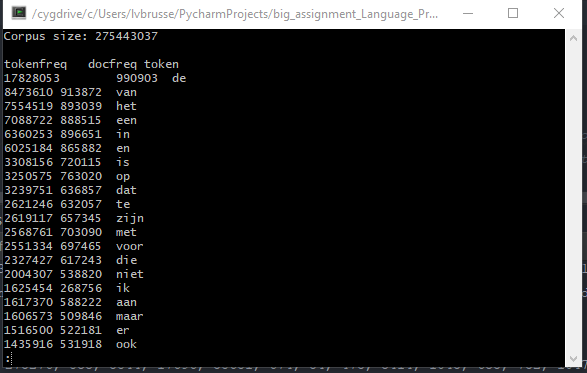 /cygdrive/c/Users/lvbrusse/PycharmProjects/big_assignment_Language_Pr...
Corpus size: 275443037
tokenfreq docfreq token
17828053 990903 de
8473610 913872 van
7554519 893039 het
7088722 888515 een
6360253 896651 in
6025184 865882 en
3308156 720115 is
3250575 763020 op
3239751 636857 dat
2621246 632057 te
2619117 657345 zijn
2568761 703090 met
2551334 697465 voor
2327427 617243 die
2004307 538820 niet
1625454 268756 ik
1617370 588222 aan
1606573 509846 maar
1516500 522181 er
1435916 531918 ook
: